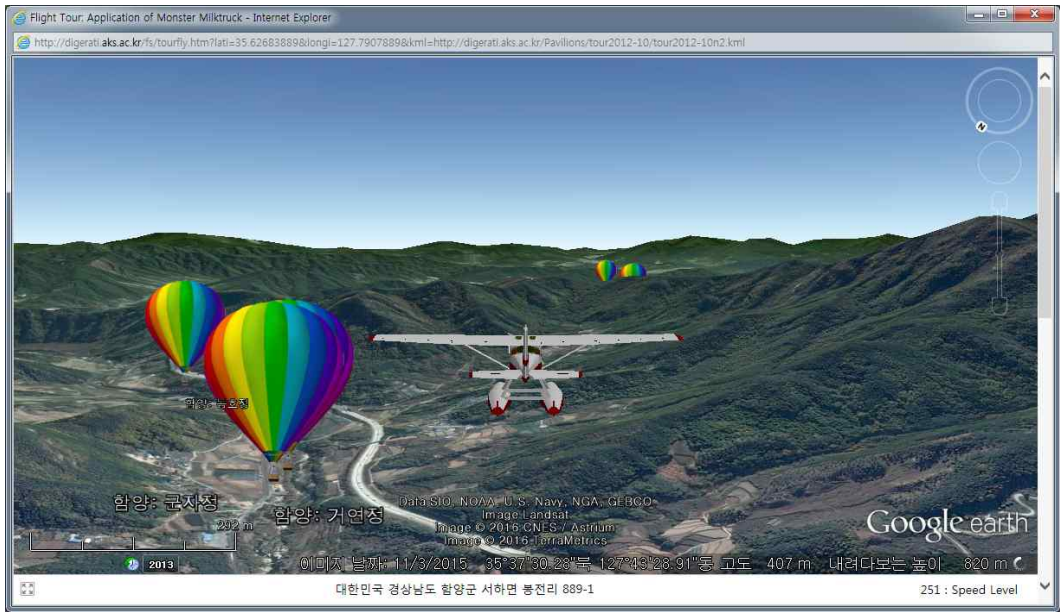 Flight Tour: Application of Monster Milktruck - Internet Explorer
http://digerati.aks.ac.kr/fs/tourfly.htm?lati=35.62683889&longi=127.7907889&kml=http://digerati.aks.ac.kr/Pavilions/tour2012-10/tour2012-10n2.kml
N
함양: 능호정
함양: 군자정
함양: 거연정
292 m
Data SIO, NOAA, U.S. Navy, NGA, GEBCO
Image Landsat
Image © 2016 CNES / Astrium
Image © 2016 TerraMetrics
Google earth
2013
이미지 날짜: 11/3/2015 35°37'30.28"북 127°43'28.91"동 고도 407 m 내려다보는 높이 820 m
대한민국 경상남도 함양군 서하면 봉전리 889-1
251 : Speed Level